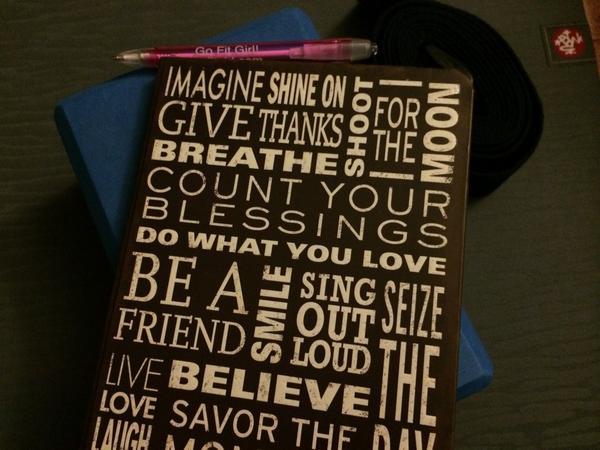 Go Fit Girl!
IMAGINE SHINE ON
GIVE THANKS
SHOOT
FOR
THE
MOON
BREATHE
COUNT YOUR
BLESSINGS
DO WHAT YOU LOVE
BE A
FRIEND
SMILE
SING
OUT
LOUD
SEIZE
THE
DAY
LIVE
LOVE
LAUGH
BELIEVE
SAVOR THE